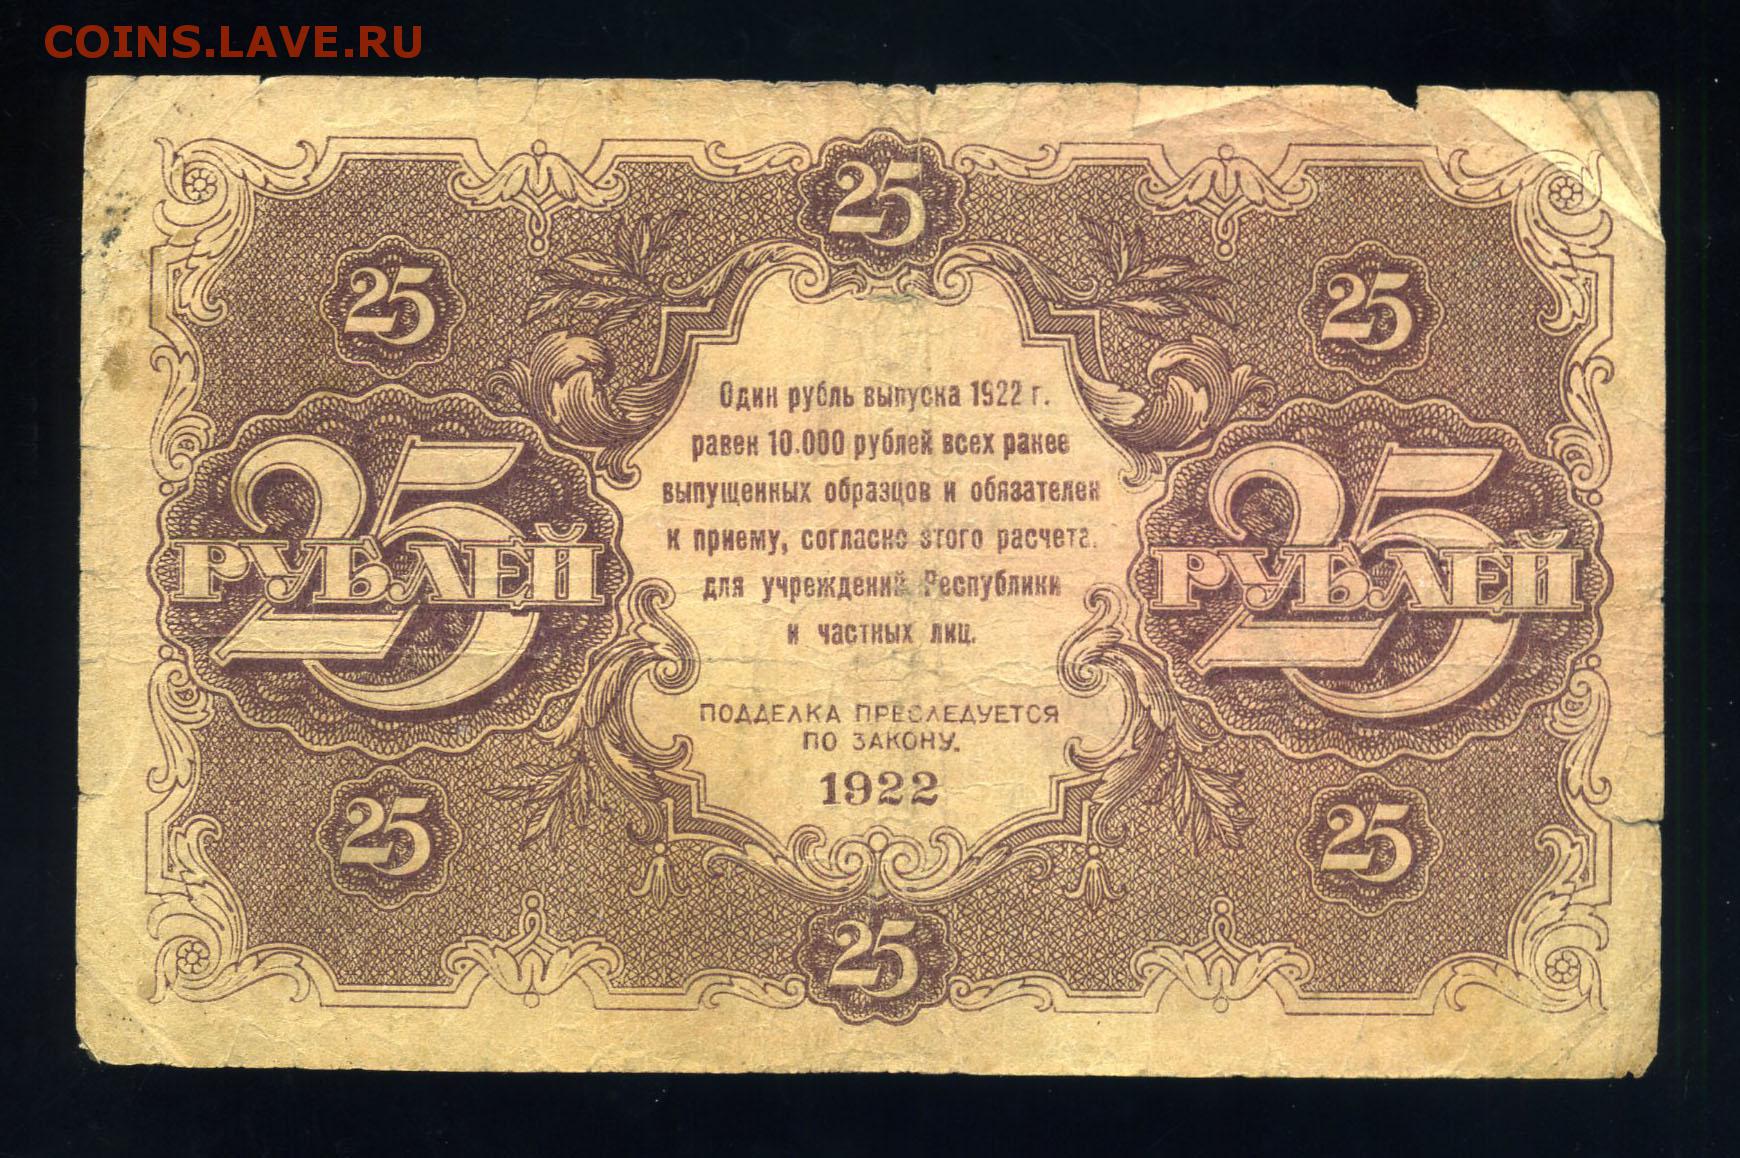 COINS.LAVE.RU
25
25
25
Один рубль выпуска 1922 г.
равен 10.000 рублей всех ранее
выпущенных образцов и обязателен
к приему, согласно этого расчета,
для учреждений Республики
и частных лиц.
25 РУБЛЕЙ
25 РУБЛЕЙ
ПОДДЕЛКА ПРЕСЛЕДУЕТСЯ
ПО ЗАКОНУ.
1922
25
25
25